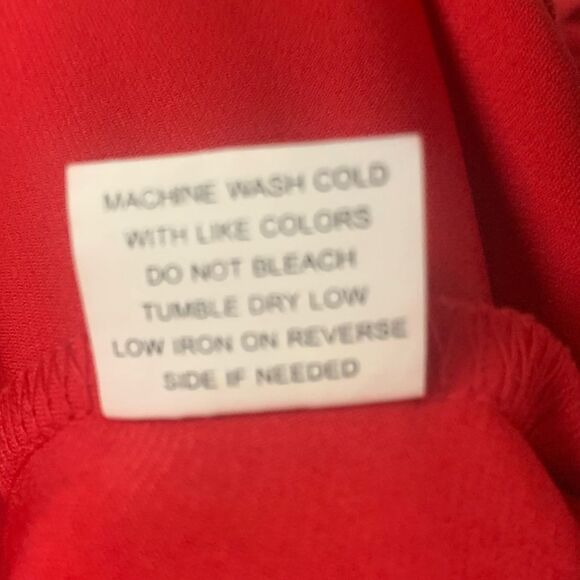 MACHINE WASH COLD
WITH LIKE COLORS
DO NOT BLEACH
TUMBLE DRY LOW
LOW IRON ON REVERSE
SIDE IF NEEDED